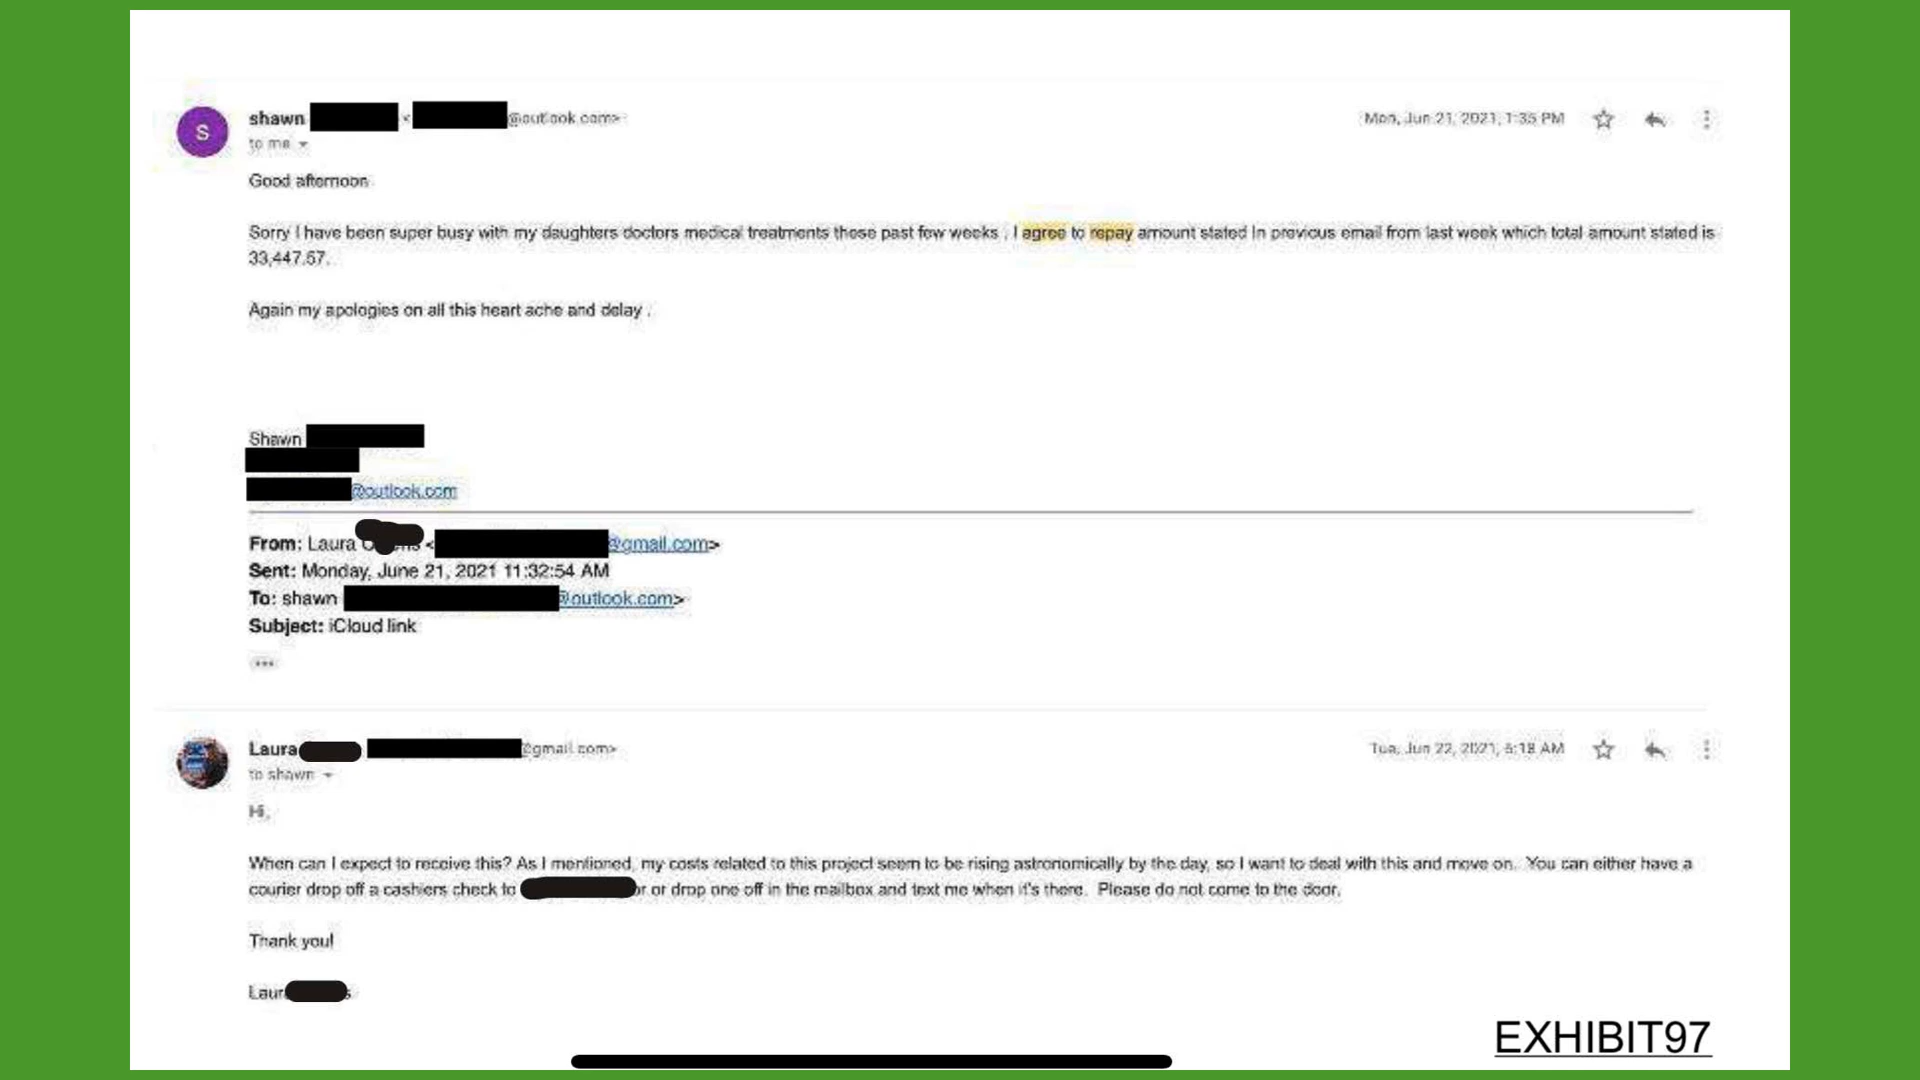 S
shawn < @outlook.com>
Mon, Jun 21, 2021, 1:35 PM
to me
Good afternoon
Sorry I have been super busy with my daughters doctors medical treatments these past few weeks . I agree to repay amount stated in previous email from last week which total amount stated is
33,447.57.
Again my apologies on all this heart ache and delay .
Shawn
@outlook.com
From: Laura < @gmail.com>
Sent: Monday, June 21, 2021 11:32:54 AM
To: shawn @outlook.com>
Subject: iCloud link
Laura @gmail.com>
Tue, Jun 22, 2021, 6:18 AM
to shawn
Hi,
When can I expect to receive this? As I mentioned, my costs related to this project seem to be rising astronomically by the day, so I want to deal with this and move on. You can either have a
courier drop off a cashiers check to or drop one off in the mailbox and text me when it's there. Please do not come to the door.
Thank you!
EXHIBIT97